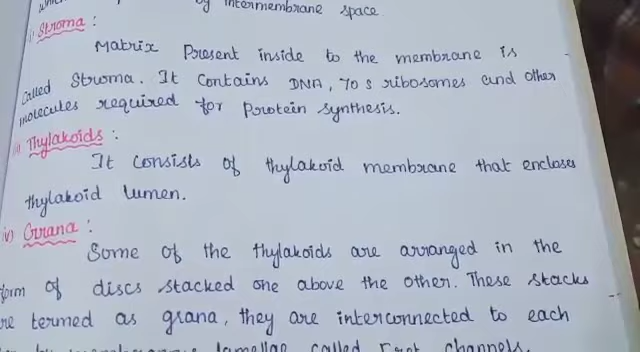 by intermembrane space
i) Stroma:
Matrix Present inside to the membrane is
called Stroma. It contains DNA, 70 s ribosomes and other
molecules required for Protein synthesis.
Thylakoids:
It consists of thylakoid membrane that encloses
thylakoid lumen.
iv) Grana:
Some of the thylakoids are arranged in the
form of discs stacked one above the other. These stacks
are termed as grana, they are interconnected to each
lamellae called Fret channels.